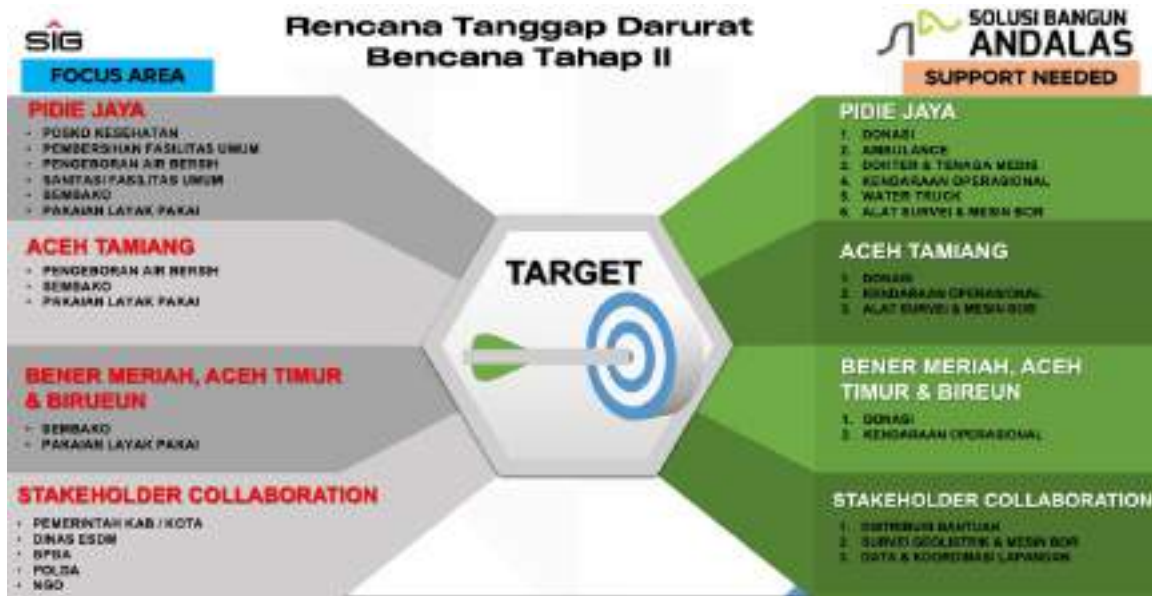 SIG
Rencana Tanggap Darurat
Bencana Tahap II
SOLUSI BANGUN
ANDALAS
FOCUS AREA
SUPPORT NEEDED
PIDIE JAYA
• POSKO KESEHATAN
• PEMBERSIHAN FASILITAS UMUM
• PENGEBORAN AIR BERSIH
• SANITASI FASILITAS UMUM
• SEMBAKO
• PAKAIAN LAYAK PAKAI
ACEH TAMIANG
• PENGEBORAN AIR BERSIH
• SEMBAKO
• PAKAIAN LAYAK PAKAI
BENER MERIAH, ACEH TIMUR
& BIRUEUN
• SEMBAKO
• PAKAIAN LAYAK PAKAI
STAKEHOLDER COLLABORATION
• PEMERINTAH KAB / KOTA
• DINAS ESDM
• BPBA
• POLDA
• NGO
TARGET
PIDIE JAYA
1. DONASI
2. AMBULANCE
3. DOKTER & TENAGA MEDIS
4. KENDARAAN OPERASIONAL
5. WATER TRUCK
6. ALAT SURVEI & MESIN BOR
ACEH TAMIANG
1. DONASI
2. KENDARAAN OPERASIONAL
3. ALAT SURVEI & MESIN BOR
BENER MERIAH, ACEH
TIMUR & BIREUN
1. DONASI
2. KENDARAAN OPERASIONAL
STAKEHOLDER COLLABORATION
1. DISTRIBUSI BANTUAN
2. SURVEI GEOLISTRIK & MESIN BOR
3. DATA & KOORDINASI LAPANGAN